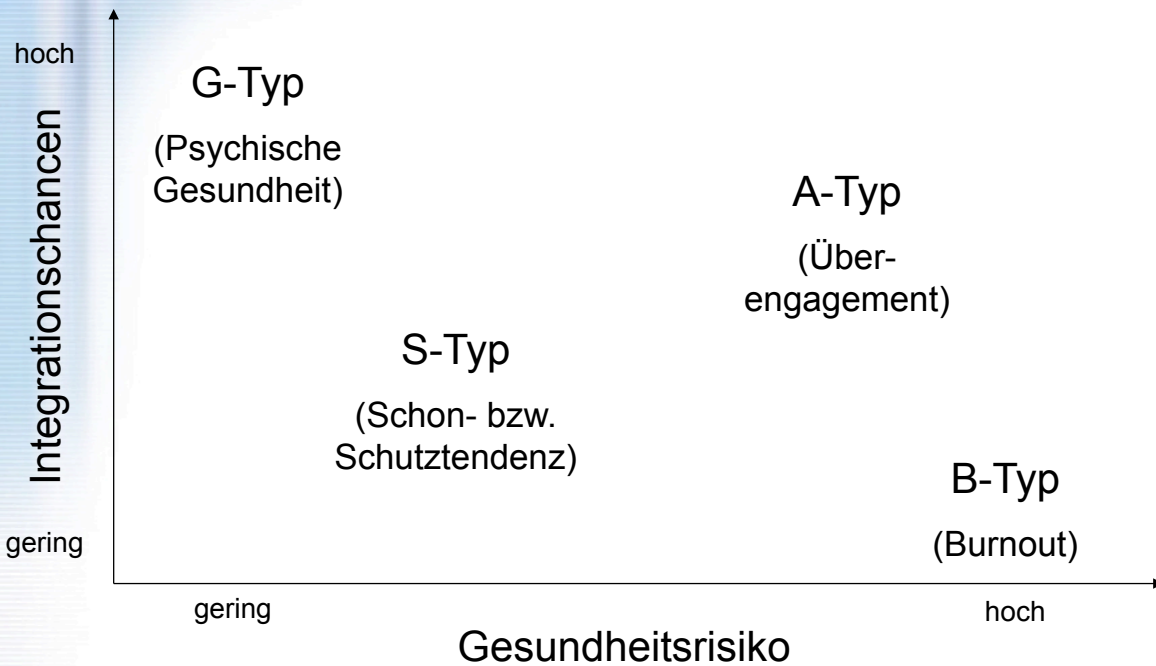 hoch
G-Typ
(Psychische
Gesundheit)
A-Typ
(Über-
engagement)
Integrationschancen
S-Typ
(Schon- bzw.
Schutztendenz)
B-Typ
(Burnout)
gering
gering
hoch
Gesundheitsrisiko